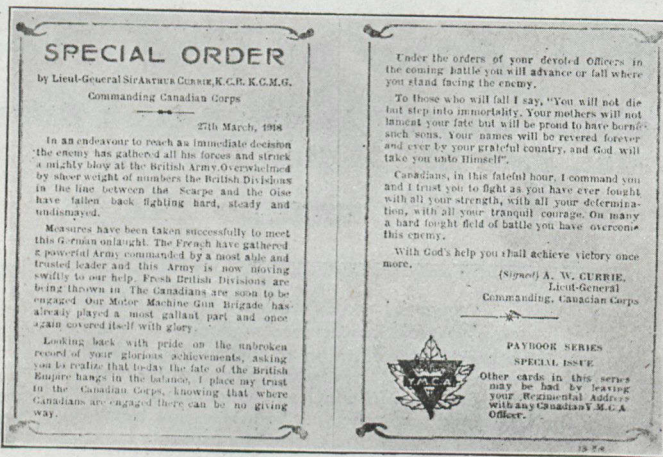 SPECIAL ORDER
by Lieut-General Sir ARTHUR CURRIE, K.C.B. K.C.M.G.
Commanding Canadian Corps
27th March, 1918
In an endeavour to reach an immediate decision
the enemy has gathered all his forces and struck
a mighty blow at the British Army. Overwhelmed
by sheer weight of numbers the British Divisions
in the line between the Scarpe and the Oise
have fallen back fighting hard, steady and
undismayed.
Measures have been taken successfully to meet
this German onlaught. The French have gathered
a powerful Army commanded by a most able and
trusted leader and this Army is now moving
swiftly to our help. Fresh British Divisions are
being thrown in. The Canadians are soon to be
engaged. Our Motor Machine Gun Brigade has
already played a most gallant part and once
again covered itself with glory.
Looking back with pride on the unbroken
record of your glorious achievements, asking
you to realize that to-day the fate of the British
Empire hangs in the balance, I place my trust
in the Canadian Corps, knowing that where
Canadians are engaged there can be no giving
way.
Under the orders of your devoted Officers in
the coming battle you will advance or fall where
you stand facing the enemy.
To those who will fall I say, "You will not die
but step into immortality. Your mothers will not
lament your fate but will be proud to have borne
such sons. Your names will be revered forever
and ever by your grateful country, and God will
take you unto Himself".
Canadians, in this fateful hour, I command you
and I trust you to fight as you have ever fought
with all your strength, with all your determina-
tion, with all your tranquil courage. On many
a hard fought field of battle you have overcome
this enemy.
With God's help you shall achieve victory once
more.
(Signed) A. W. CURRIE,
Lieut-General
Commanding, Canadian Corps
Y.M.C.A.
PAYBOOK SERIES
SPECIAL ISSUE
Other cards in this series
may be had by leaving
your Regimental Address
with any Canadian Y.M.C.A
Officer.